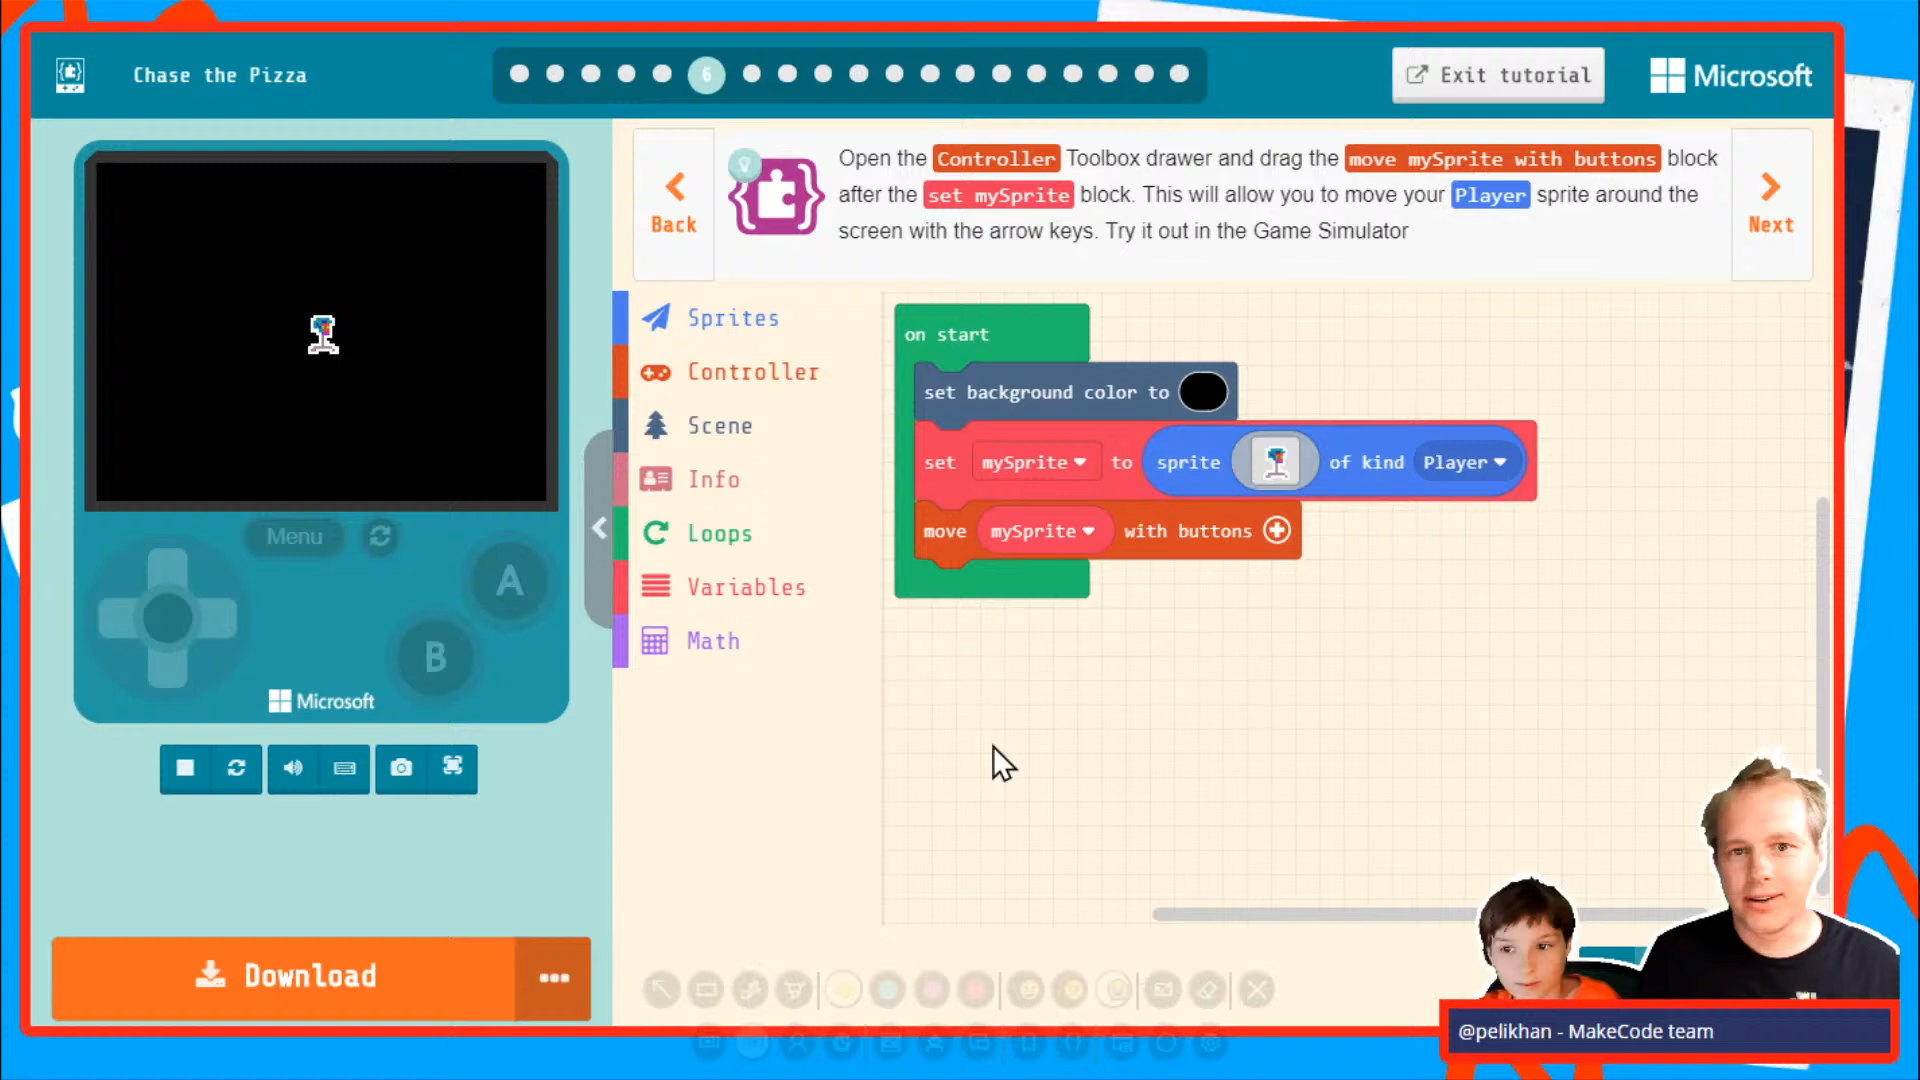 Chase the Pizza
6
Exit tutorial
Microsoft
Back
Open the Controller Toolbox drawer and drag the move mySprite with buttons block
after the set mySprite block. This will allow you to move your Player sprite around the
screen with the arrow keys. Try it out in the Game Simulator
Next
Sprites
Controller
Scene
Info
Loops
Variables
Math
on start
set background color to
set mySprite to sprite of kind Player
move mySprite with buttons
Menu
A
B
Microsoft
Download
@pelikhan - MakeCode team